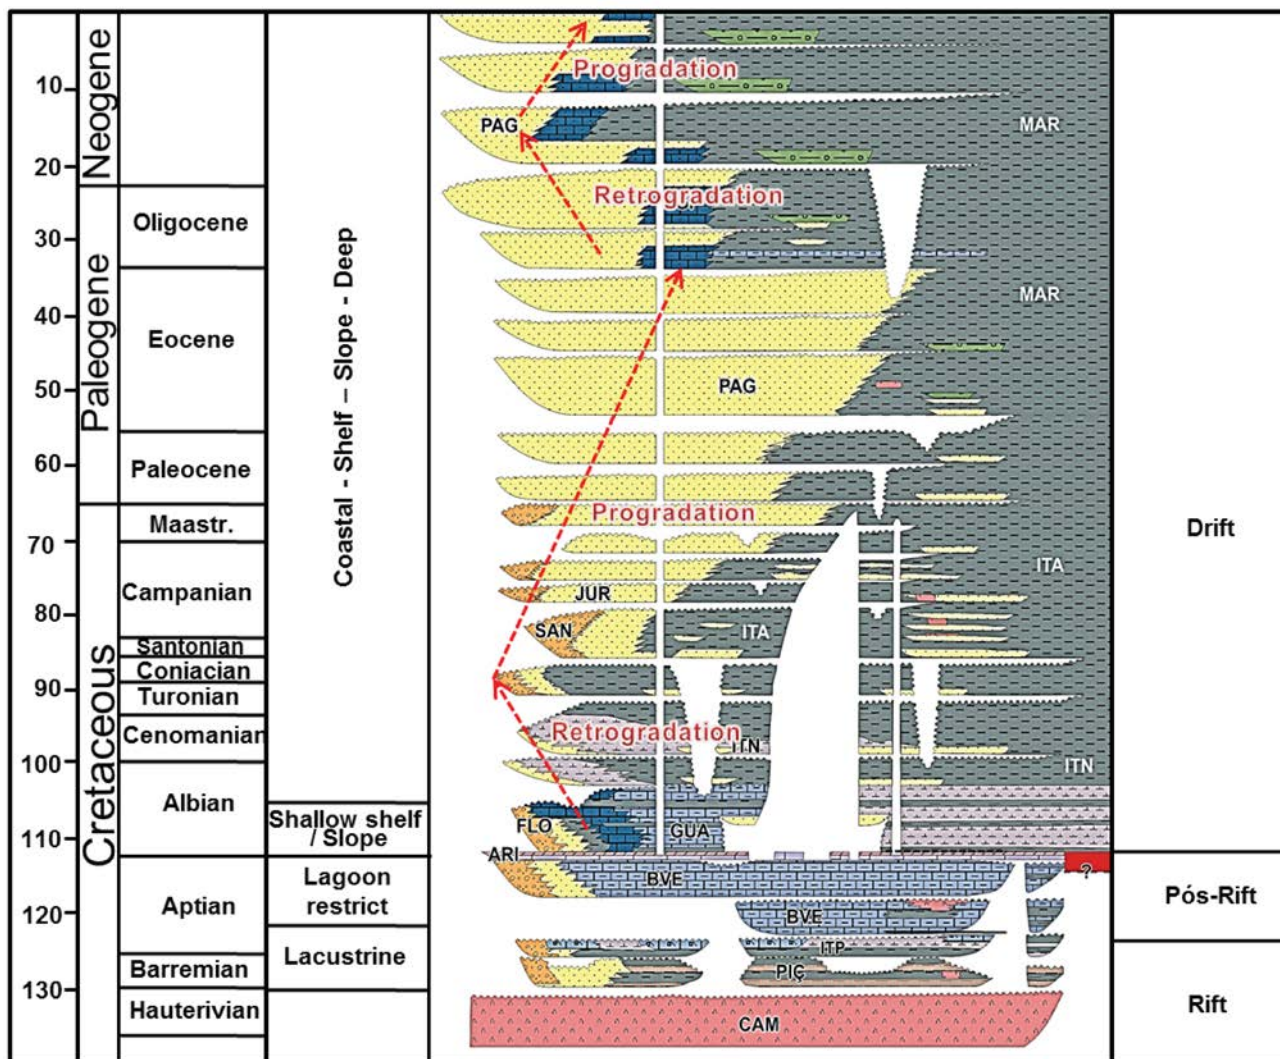 Neogene
Paleogene
Cretaceous
10
20
30
40
50
60
70
80
90
100
110
120
130
Oligocene
Eocene
Paleocene
Maastr.
Campanian
Santonian
Coniacian
Turonian
Cenomanian
Albian
Aptian
Barremian
Hauterivian
Coastal - Shelf – Slope - Deep
Shallow shelf
/ Slope
Lagoon
restrict
Lacustrine
Progradation
PAG
MAR
Retrogradation
MAR
PAG
Progradation
ITA
JUR
SAN
ITA
Retrogradation
ITN
ITN
FLO
GUA
ARI
BVE
?
BVE
ITP
PIÇ
CAM
Drift
Pós-Rift
Rift